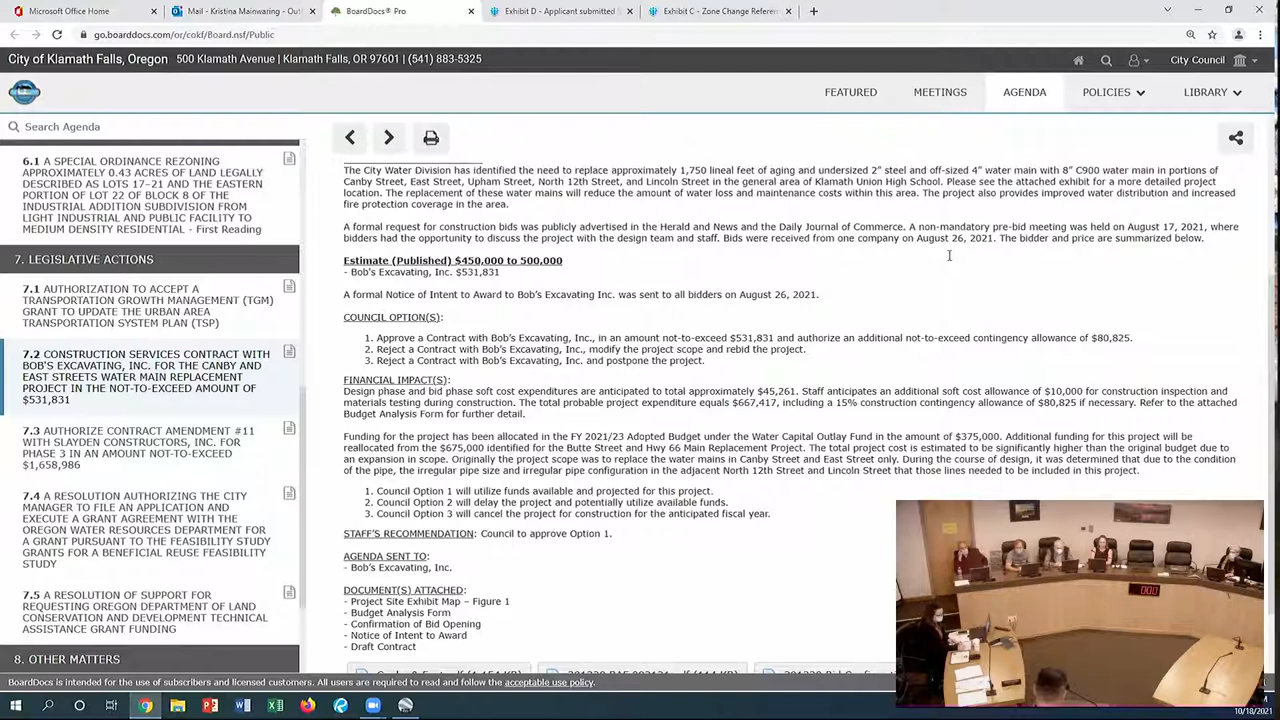 Microsoft Office Home
Mail - Kristina Mainwaring - Out
BoardDocs® Pro
Exhibit D - Applicant submitted
Exhibit C - Zone Change Refere
go.boarddocs.com/or/cokf/Board.nsf/Public
City of Klamath Falls, Oregon 500 Klamath Avenue | Klamath Falls, OR 97601 | (541) 883-5325
City Council
FEATURED MEETINGS AGENDA POLICIES LIBRARY
Search Agenda
6.1 A SPECIAL ORDINANCE REZONING
APPROXIMATELY 0.43 ACRES OF LAND LEGALLY
DESCRIBED AS LOTS 17–21 AND THE EASTERN
PORTION OF LOT 22 OF BLOCK 8 OF THE
INDUSTRIAL ADDITION SUBDIVISION FROM
LIGHT INDUSTRIAL AND PUBLIC FACILITY TO
MEDIUM DENSITY RESIDENTIAL - First Reading
7. LEGISLATIVE ACTIONS
7.1 AUTHORIZATION TO ACCEPT A
TRANSPORTATION GROWTH MANAGEMENT (TGM)
GRANT TO UPDATE THE URBAN AREA
TRANSPORTATION SYSTEM PLAN (TSP)
7.2 CONSTRUCTION SERVICES CONTRACT WITH
BOB'S EXCAVATING, INC. FOR THE CANBY AND
EAST STREETS WATER MAIN REPLACEMENT
PROJECT IN THE NOT-TO-EXCEED AMOUNT OF
$531,831
7.3 AUTHORIZE CONTRACT AMENDMENT #11
WITH SLAYDEN CONSTRUCTORS, INC. FOR
PHASE 3 IN AN AMOUNT NOT-TO-EXCEED
$1,658,986
7.4 A RESOLUTION AUTHORIZING THE CITY
MANAGER TO FILE AN APPLICATION AND
EXECUTE A GRANT AGREEMENT WITH THE
OREGON WATER RESOURCES DEPARTMENT FOR
A GRANT PURSUANT TO THE FEASIBILITY STUDY
GRANTS FOR A BENEFICIAL REUSE FEASIBILITY
STUDY
7.5 A RESOLUTION OF SUPPORT FOR
REQUESTING OREGON DEPARTMENT OF LAND
CONSERVATION AND DEVELOPMENT TECHNICAL
ASSISTANCE GRANT FUNDING
8. OTHER MATTERS
The City Water Division has identified the need to replace approximately 1,750 lineal feet of aging and undersized 2" steel and off-sized 4" water main with 8" C900 water main in portions of
Canby Street, East Street, Upham Street, North 12th Street, and Lincoln Street in the general area of Klamath Union High School. Please see the attached exhibit for a more detailed project
location. The replacement of these water mains will reduce the amount of water loss and maintenance costs within this area. The project also provides improved water distribution and increased
fire protection coverage in the area.
A formal request for construction bids was publicly advertised in the Herald and News and the Daily Journal of Commerce. A non-mandatory pre-bid meeting was held on August 17, 2021, where
bidders had the opportunity to discuss the project with the design team and staff. Bids were received from one company on August 26, 2021. The bidder and price are summarized below.
Estimate (Published) $450,000 to 500,000
- Bob's Excavating, Inc. $531,831
A formal Notice of Intent to Award to Bob's Excavating Inc. was sent to all bidders on August 26, 2021.
COUNCIL OPTION(S):
1. Approve a Contract with Bob's Excavating, Inc., in an amount not-to-exceed $531,831 and authorize an additional not-to-exceed contingency allowance of $80,825.
2. Reject a Contract with Bob's Excavating, Inc., modify the project scope and rebid the project.
3. Reject a Contract with Bob's Excavating, Inc. and postpone the project.
FINANCIAL IMPACT(S):
Design phase and bid phase soft cost expenditures are anticipated to total approximately $45,261. Staff anticipates an additional soft cost allowance of $10,000 for construction inspection and
materials testing during construction. The total probable project expenditure equals $667,417, including a 15% construction contingency allowance of $80,825 if necessary. Refer to the attached
Budget Analysis Form for further detail.
Funding for the project has been allocated in the FY 2021/23 Adopted Budget under the Water Capital Outlay Fund in the amount of $375,000. Additional funding for this project will be
reallocated from the $675,000 identified for the Butte Street and Hwy 66 Main Replacement Project. The total project cost is estimated to be significantly higher than the original budget due to
an expansion in scope. Originally the project scope was to replace the water mains in Canby Street and East Street only. During the course of design, it was determined that due to the condition
of the pipe, the irregular pipe size and irregular pipe configuration in the adjacent North 12th Street and Lincoln Street that those lines needed to be included in this project.
1. Council Option 1 will utilize funds available and projected for this project.
2. Council Option 2 will delay the project and potentially utilize available funds.
3. Council Option 3 will cancel the project for construction for the anticipated fiscal year.
STAFF'S RECOMMENDATION: Council to approve Option 1.
AGENDA SENT TO:
- Bob's Excavating, Inc.
DOCUMENT(S) ATTACHED:
- Project Site Exhibit Map – Figure 1
- Budget Analysis Form
- Confirmation of Bid Opening
- Notice of Intent to Award
- Draft Contract
BoardDocs is intended for the use of subscribers and licensed customers. All users are required to read and follow the acceptable use policy.
10/18/2021